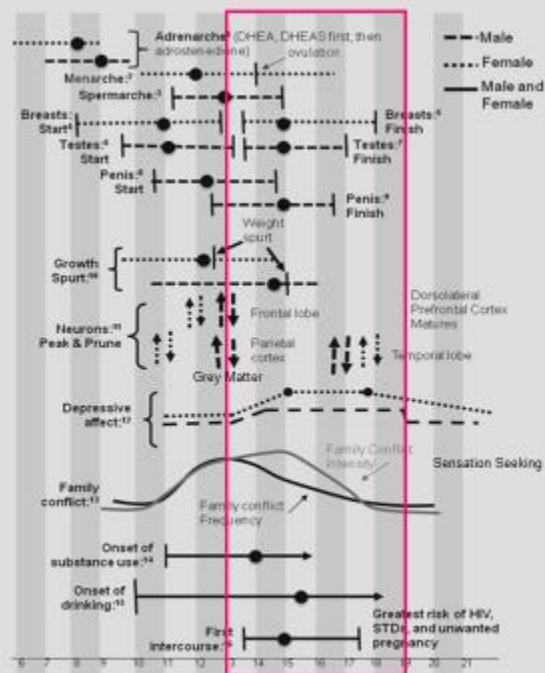 Adrenarche¹ (DHEA, DHEAS first, then
adrostenedione)
ovulation
Male
Female
Male and
Female
Menarche:²
Spermarche:³
Breasts:
Start⁴
Breasts:⁵
Finish
Testes:⁶
Start
Testes:⁷
Finish
Penis:⁸
Start
Penis:⁹
Finish
Weight
spurt
Growth
Spurt:¹⁰
Dorsolateral
Prefrontal Cortex
Matures
Frontal lobe
Neurons:¹¹
Peak & Prune
Parietal
cortex
Temporal lobe
Grey Matter
Depressive
affect:¹²
Family Conflict
Intensity
Sensation Seeking
Family
conflict:¹³
Family conflict
Frequency
Onset of
substance use:¹⁴
Onset of
drinking:¹⁵
First
intercourse:
Greatest risk of HIV,
STDs, and unwanted
pregnancy
6 7 8 9 10 11 12 13 14 15 16 17 18 19 20 21